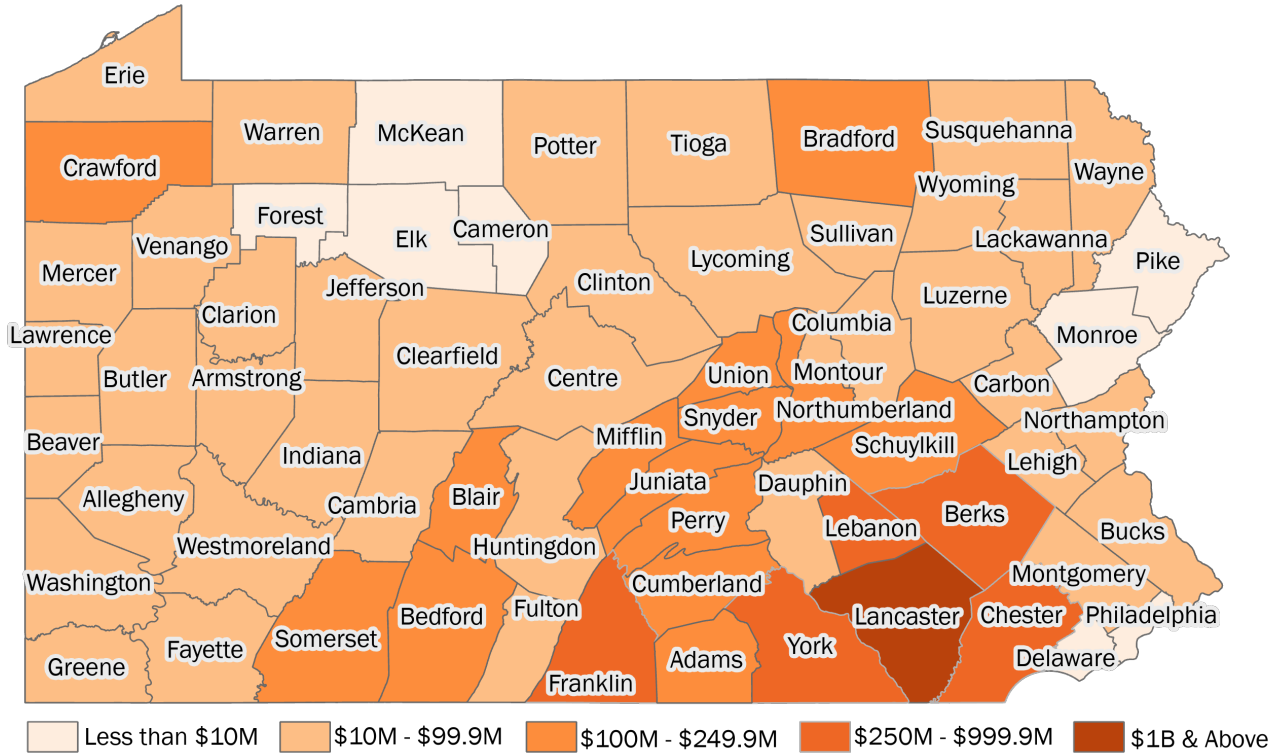 Erie
Warren
McKean
Potter
Tioga
Bradford
Susquehanna
Wayne
Crawford
Wyoming
Forest
Elk
Cameron
Sullivan
Lackawanna
Pike
Venango
Mercer
Lycoming
Jefferson
Clinton
Luzerne
Clarion
Columbia
Lawrence
Monroe
Clearfield
Butler
Armstrong
Centre
Union
Montour
Carbon
Snyder
Northumberland
Northampton
Beaver
Mifflin
Schuylkill
Indiana
Lehigh
Allegheny
Cambria
Blair
Juniata
Dauphin
Perry
Lebanon
Berks
Bucks
Westmoreland
Huntingdon
Washington
Cumberland
Montgomery
Fulton
Bedford
Lancaster
Chester
Philadelphia
Somerset
Fayette
Greene
York
Adams
Delaware
Franklin
Less than $10M
$10M - $99.9M
$100M - $249.9M
$250M - $999.9M
$1B & Above